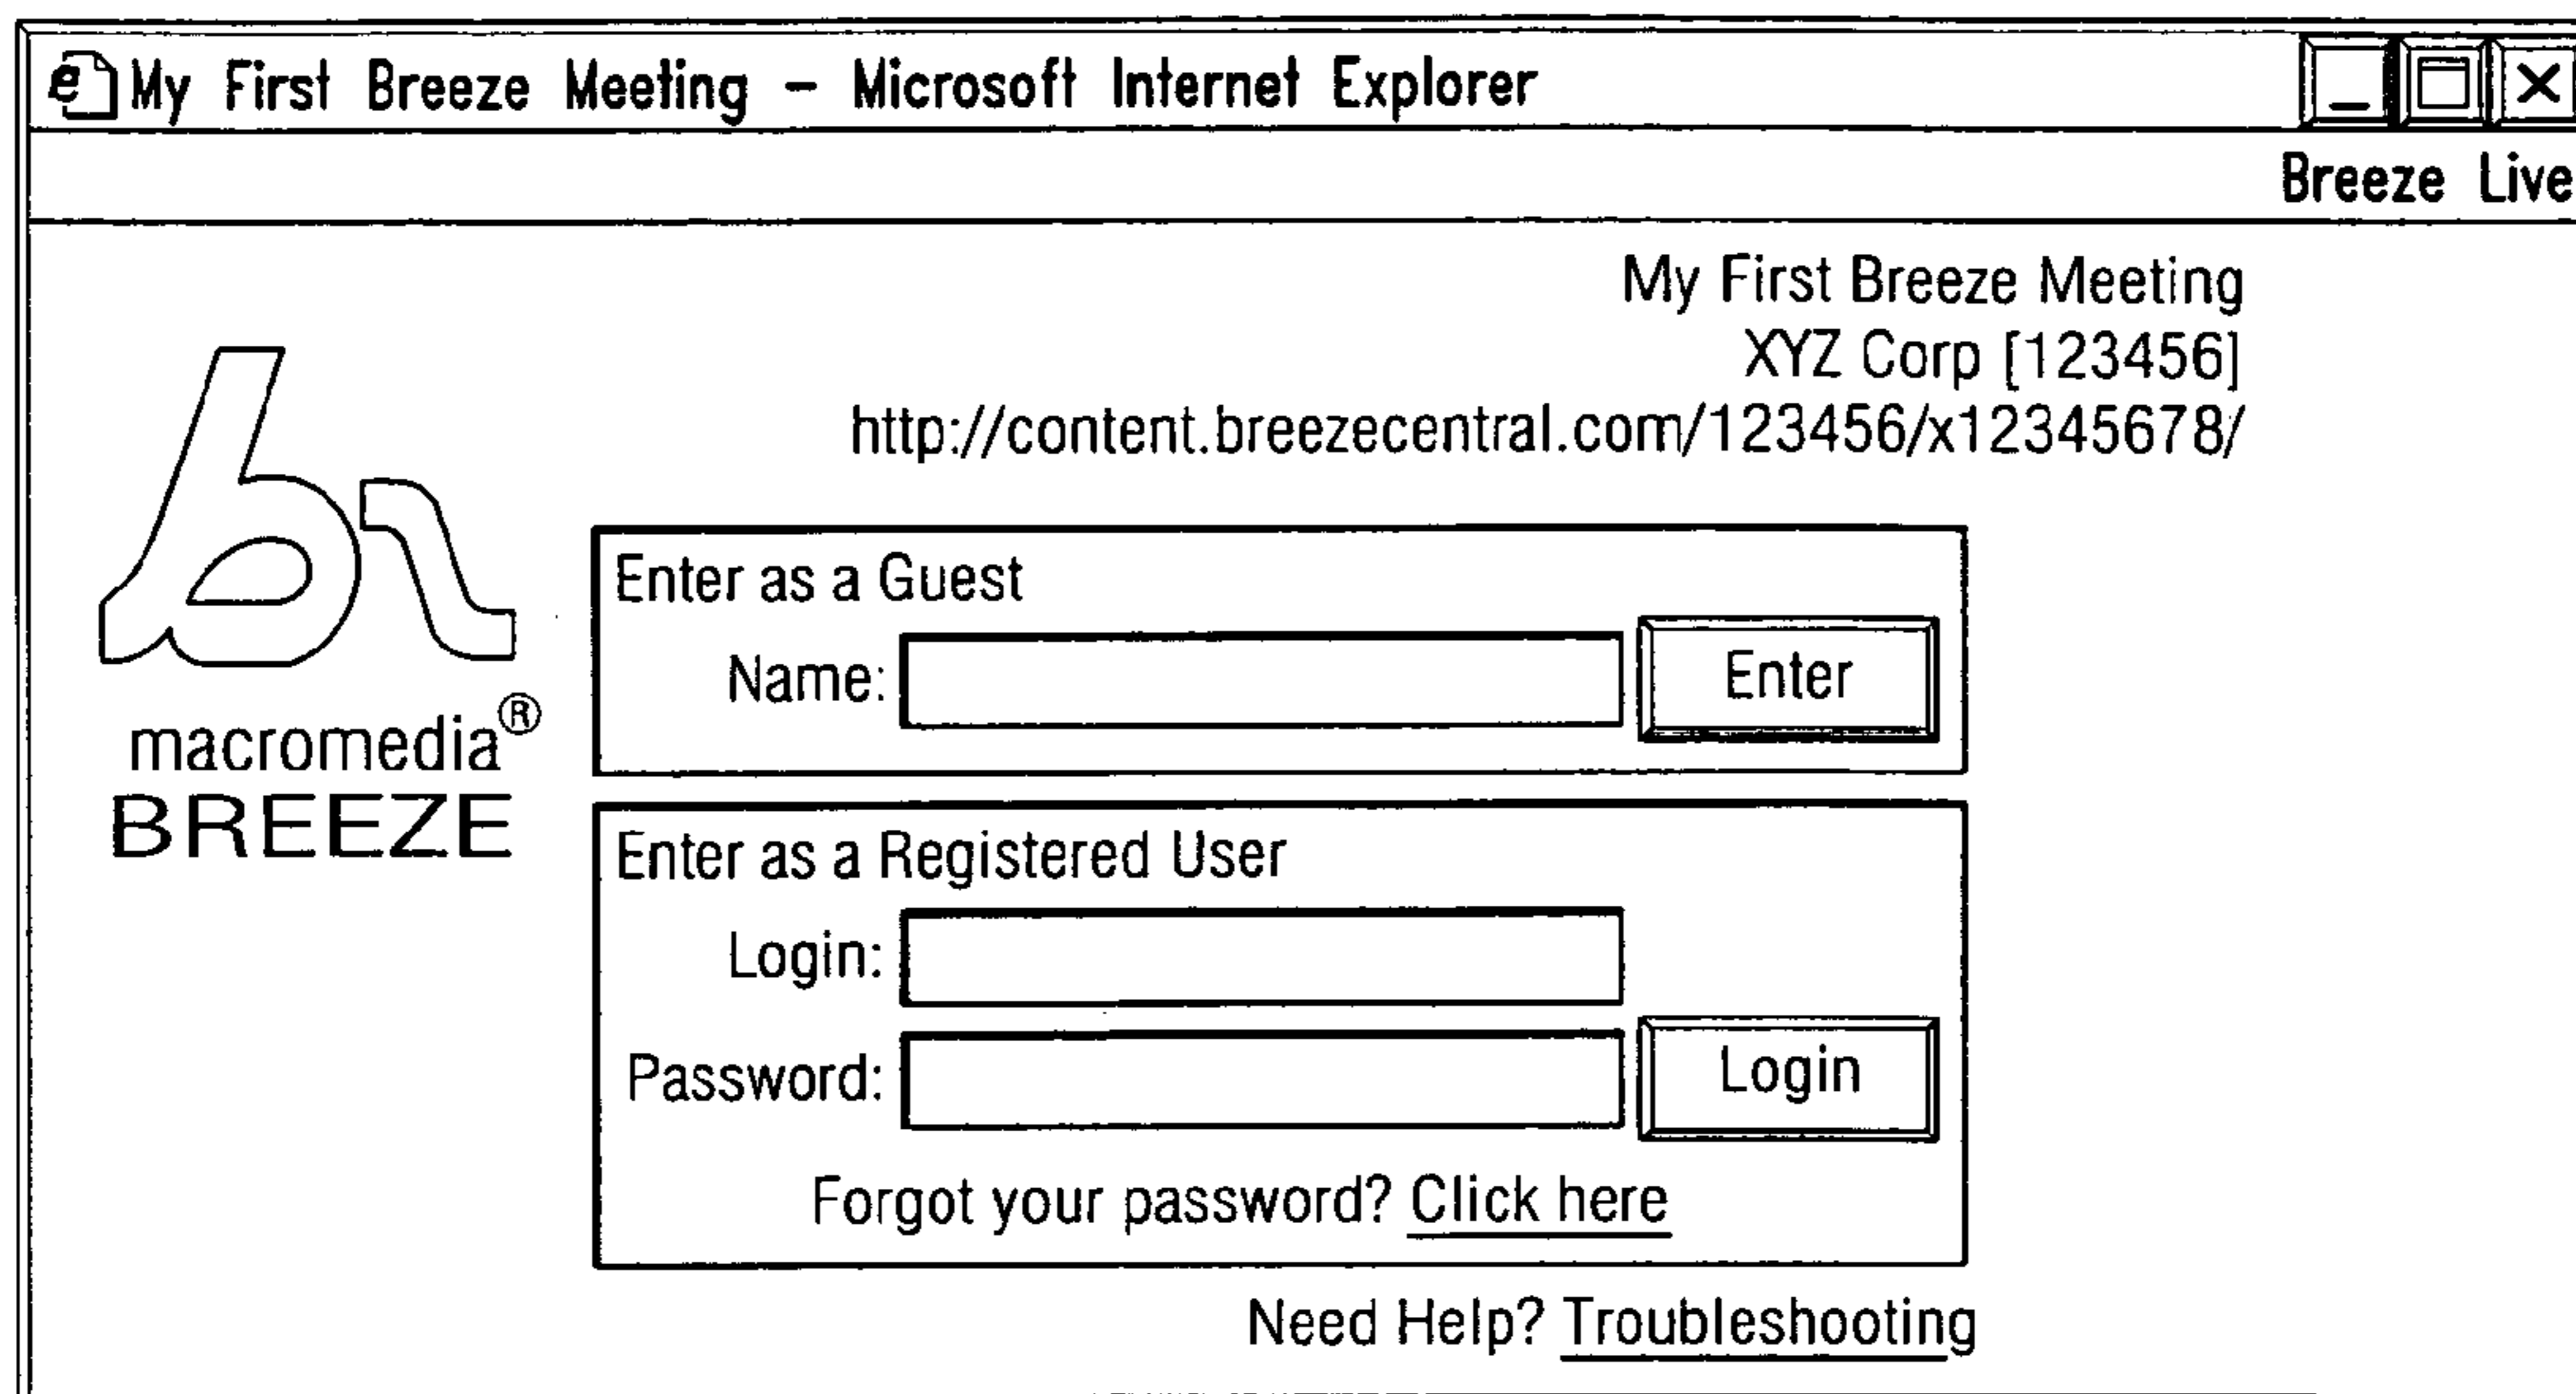 My First Breeze Meeting – Microsoft Internet Explorer
Breeze Live
My First Breeze Meeting
XYZ Corp [123456]
http://content.breezecentral.com/123456/x12345678/
macromedia®
BREEZE
Enter as a Guest
Name: Enter
Enter as a Registered User
Login:
Password: Login
Forgot your password? Click here
Need Help? Troubleshooting